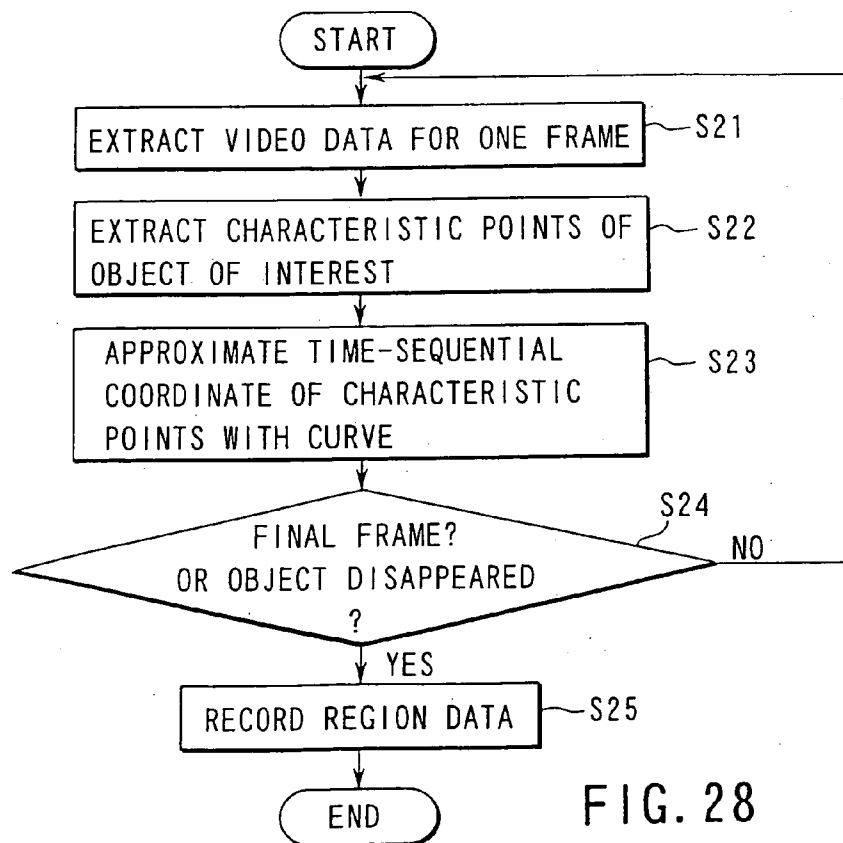 START
EXTRACT VIDEO DATA FOR ONE FRAME
S21
EXTRACT CHARACTERISTIC POINTS OF
OBJECT OF INTEREST
S22
APPROXIMATE TIME-SEQUENTIAL
COORDINATE OF CHARACTERISTIC
POINTS WITH CURVE
S23
S24
FINAL FRAME?
OR OBJECT DISAPPEARED
?
NO
YES
RECORD REGION DATA
S25
END
FIG. 28